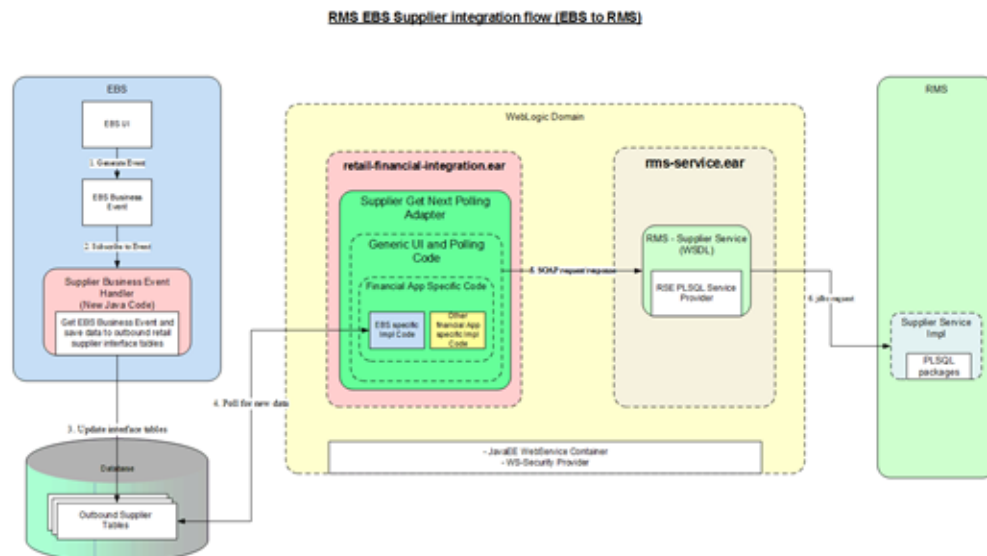 RMS EBS Supplier integration flow (EBS to RMS)
EBS
EBS UI
1. Generate Event
EBS Business
Event
2. Subscribe to Event
Supplier Business Event
Handler
(New Java Code)
Get EBS Business Event and
save data to outbound retail
supplier interface tables
3. Update interface tables
Database
Outbound Supplier
Tables
4. Poll for new data
WebLogic Domain
retail-financial-integration.ear
Supplier Get Next Polling
Adapter
Generic UI and Polling
Code
Financial App Specific Code
EBS specific
Impl Code
Other
financial App
specific Impl
Code
5. SOAP request/response
rms-service.ear
RMS - Supplier Service
(WSDL)
RSE PLSQL Service
Provider
- JavaEE WebService Container
- WS-Security Provider
6. jdbc request
RMS
Supplier Service
Impl
PLSQL
packages